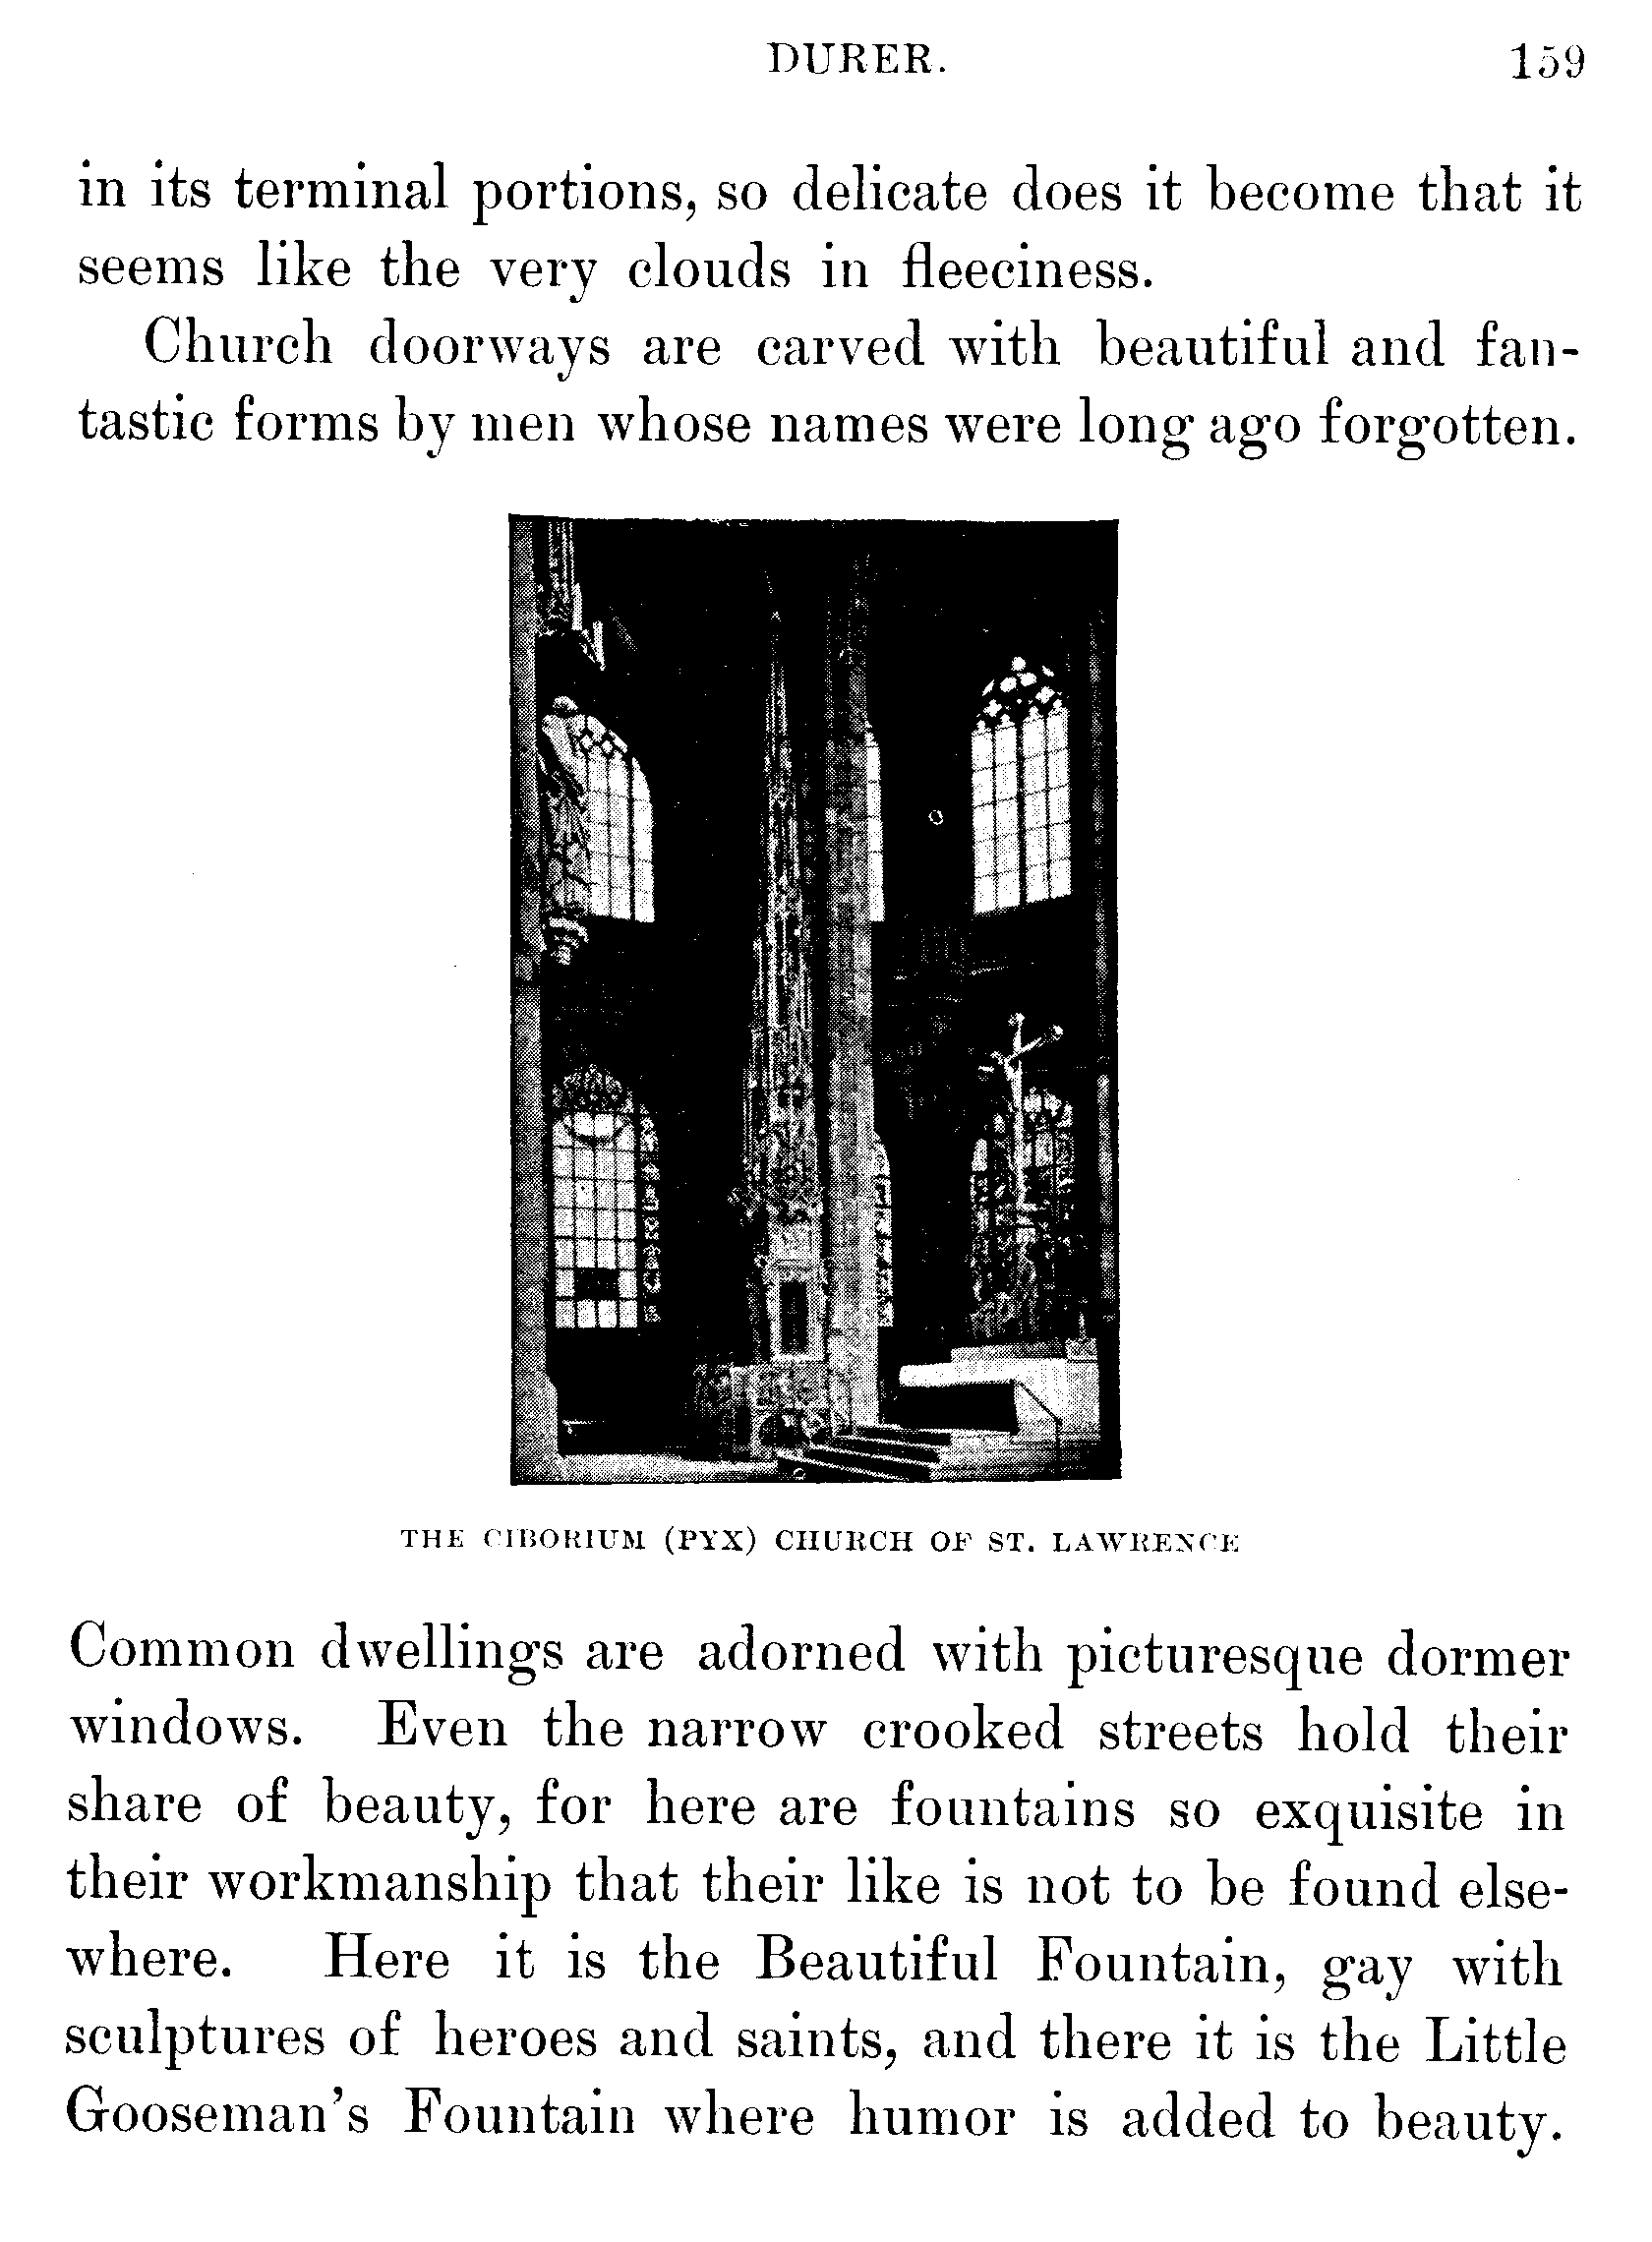 DURER. 159
in its terminal portions, so delicate does it become that it
seems like the very clouds in fleeciness.
Church doorways are carved with beautiful and fan-
tastic forms by men whose names were long ago forgotten.
THE CIBORIUM (PYX) CHURCH OF ST. LAWRENCE
Common dwellings are adorned with picturesque dormer
windows. Even the narrow crooked streets hold their
share of beauty, for here are fountains so exquisite in
their workmanship that their like is not to be found else-
where. Here it is the Beautiful Fountain, gay with
sculptures of heroes and saints, and there it is the Little
Gooseman's Fountain where humor is added to beauty.